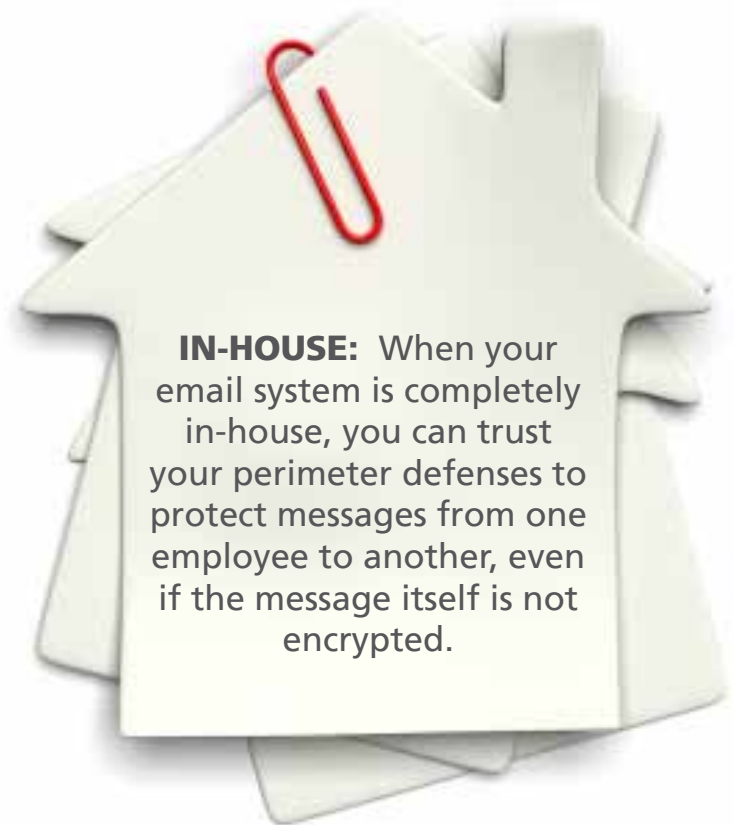 IN-HOUSE: When your
email system is completely
in-house, you can trust
your perimeter defenses to
protect messages from one
employee to another, even
if the message itself is not
encrypted.